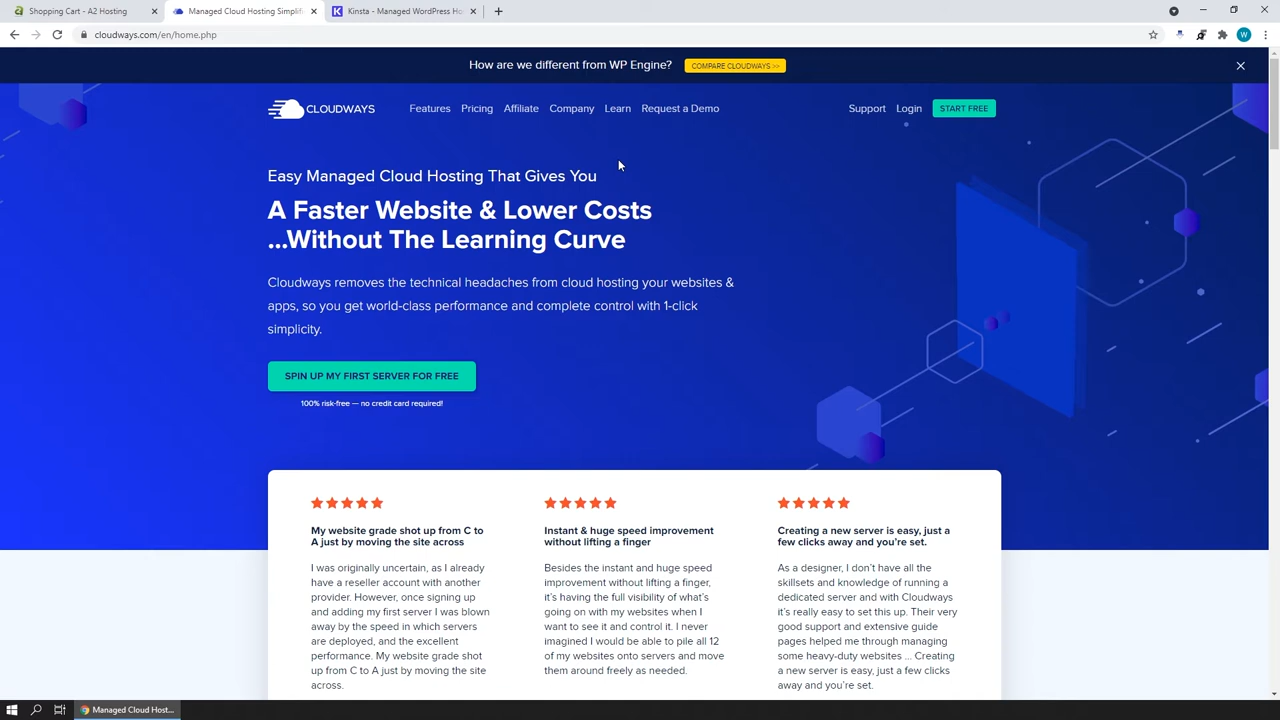 Shopping Cart - A2 Hosting
Managed Cloud Hosting Simplifi
Kinsta - Managed WordPress Ho
cloudways.com/en/home.php
W
How are we different from WP Engine?
COMPARE CLOUDWAYS >>
CLOUDWAYS
Features
Pricing
Affiliate
Company
Learn
Request a Demo
Support
Login
START FREE
Easy Managed Cloud Hosting That Gives You
A Faster Website & Lower Costs
...Without The Learning Curve
Cloudways removes the technical headaches from cloud hosting your websites &
apps, so you get world-class performance and complete control with 1-click
simplicity.
SPIN UP MY FIRST SERVER FOR FREE
100% risk-free — no credit card required!
My website grade shot up from C to
A just by moving the site across
I was originally uncertain, as I already
have a reseller account with another
provider. However, once signing up
and adding my first server I was blown
away by the speed in which servers
are deployed, and the excellent
performance. My website grade shot
up from C to A just by moving the site
across.
Instant & huge speed improvement
without lifting a finger
Besides the instant and huge speed
improvement without lifting a finger,
it's having the full visibility of what's
going on with my websites when I
want to see it and control it. I never
imagined I would be able to pile all 12
of my websites onto servers and move
them around freely as needed.
Creating a new server is easy, just a
few clicks away and you're set.
As a designer, I don't have all the
skillsets and knowledge of running a
dedicated server and with Cloudways
it's really easy to set this up. Their very
good support and extensive guide
pages helped me through managing
some heavy-duty websites ... Creating
a new server is easy, just a few clicks
away and you're set.
Managed Cloud Host...